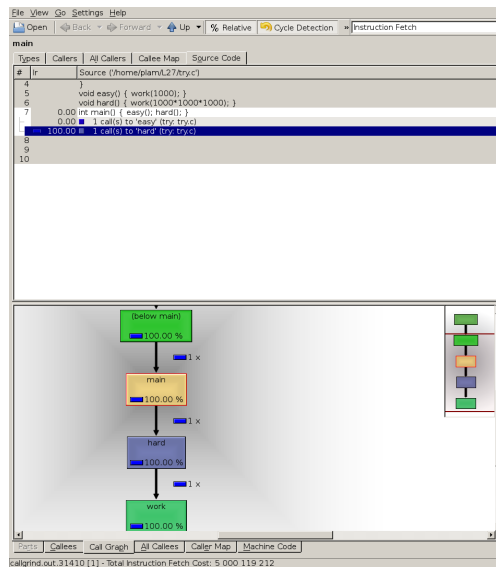 File View Go Settings Help
Open Back Forward Up % Relative Cycle Detection » Instruction Fetch
main
Types Callers All Callers Callee Map Source Code
# Ir Source ('/home/plam/L27/try.c')
4 }
5 void easy() { work(1000); }
6 void hard() { work(1000*1000*1000); }
7 0.00 int main() { easy(); hard(); }
0.00 1 call(s) to 'easy' (try: try.c)
100.00 1 call(s) to 'hard' (try: try.c)
8
9
10
(below main)
100.00 %
1 x
main
100.00 %
1 x
hard
100.00 %
1 x
work
100.00 %
Parts Callees Call Graph All Callees Caller Map Machine Code
callgrind.out.31410 [1] - Total Instruction Fetch Cost: 5 000 119 212